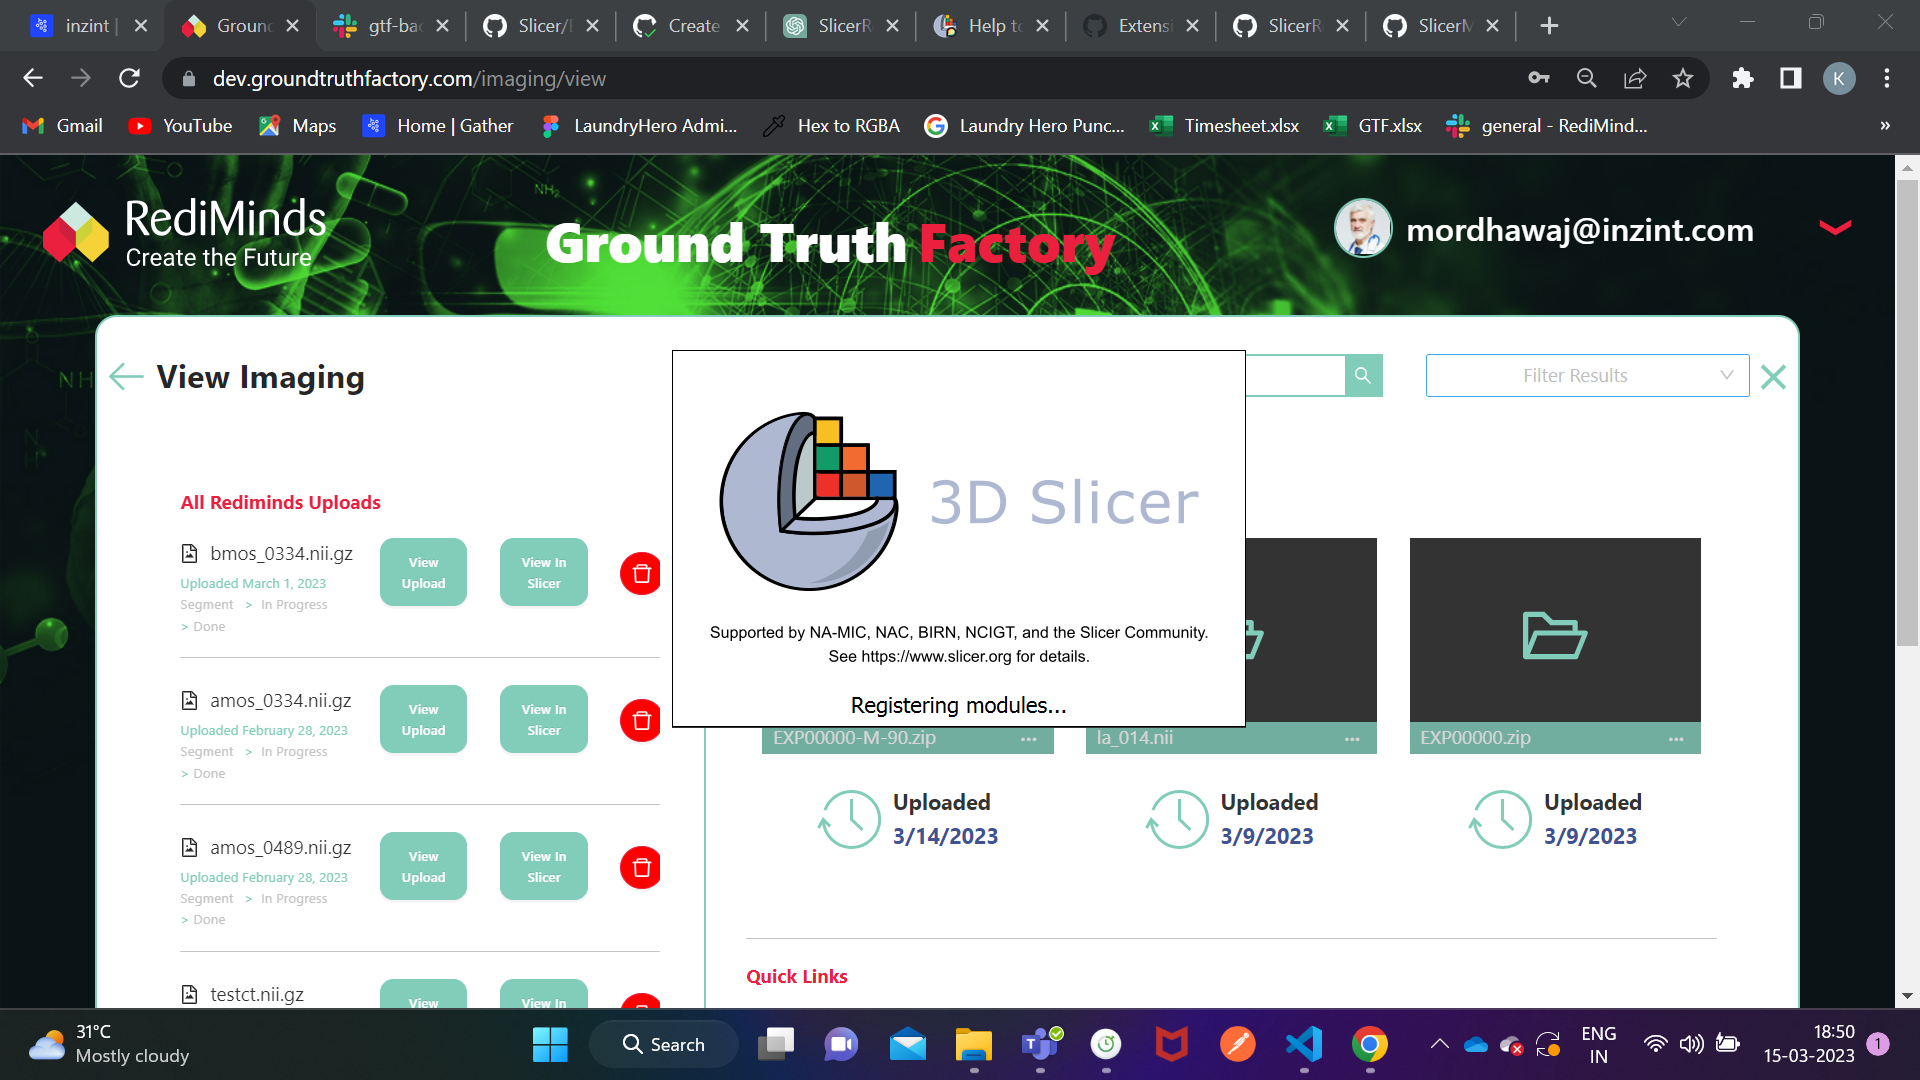 inzint |
Ground
gtf-bac
Slicer/
Create
SlicerR
Help to
Extensi
SlicerR
SlicerM
dev.groundtruthfactory.com/imaging/view
K
Gmail
YouTube
Maps
Home | Gather
LaundryHero Admi...
Hex to RGBA
Laundry Hero Punc...
Timesheet.xlsx
GTF.xlsx
general - RediMind...
»
RediMinds
Create the Future
Ground Truth Factory
mordhawaj@inzint.com
NH₂
NH
View Imaging
Filter Results
All Rediminds Uploads
bmos_0334.nii.gz
Uploaded March 1, 2023
Segment > In Progress
> Done
View Upload
View In Slicer
amos_0334.nii.gz
Uploaded February 28, 2023
Segment > In Progress
> Done
View Upload
View In Slicer
amos_0489.nii.gz
Uploaded February 28, 2023
Segment > In Progress
> Done
View Upload
View In Slicer
testct.nii.gz
View
View In
3D Slicer
Supported by NA-MIC, NAC, BIRN, NCIGT, and the Slicer Community.
See https://www.slicer.org for details.
Registering modules...
EXP00000-M-90.zip ...
la_014.nii ...
EXP00000.zip ...
Uploaded
3/14/2023
Uploaded
3/9/2023
Uploaded
3/9/2023
Quick Links
31°C
Mostly cloudy
Search
ENG
IN
18:50
15-03-2023
1